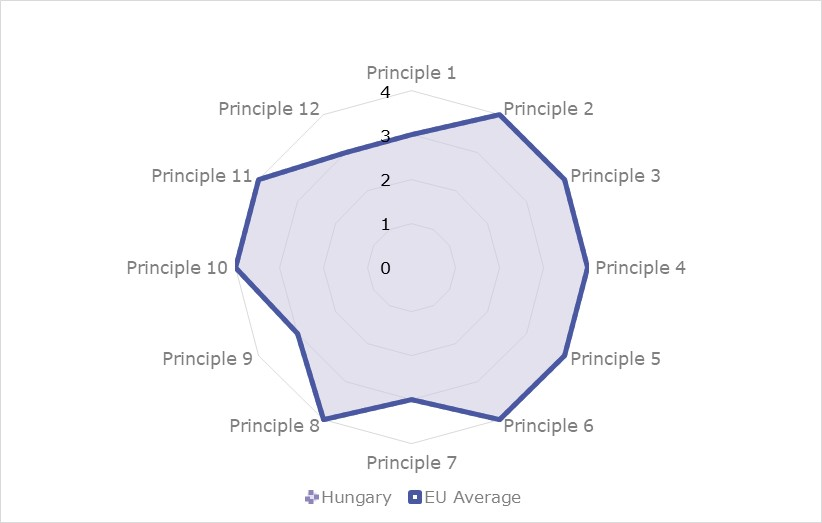 Principle 1
4
Principle 12
Principle 2
3
Principle 11
2
Principle 3
1
Principle 10
0
Principle 4
Principle 9
Principle 5
Principle 8
Principle 6
Principle 7
Hungary EU Average